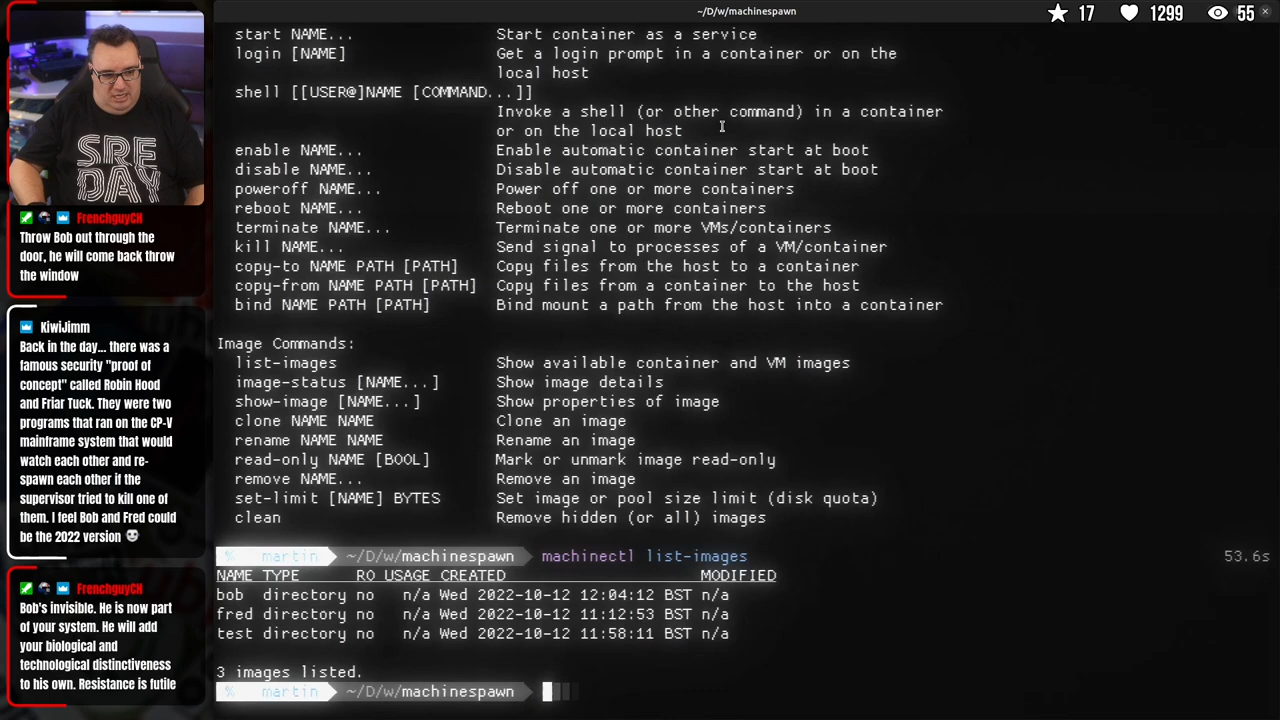 ~/D/w/machinespawn
17
1299
55
SRE
DAY
FrenchguyCH
Throw Bob out through the
door, he will come back throw
the window
KiwiJimm
Back in the day... there was a
famous security "proof of
concept" called Robin Hood
and Friar Tuck. They were two
programs that ran on the CP-V
mainframe system that would
watch each other and re-
spawn each other if the
supervisor tried to kill one of
them. I feel Bob and Fred could
be the 2022 version
FrenchguyCH
Bob's invisible. He is now part
of your system. He will add
your biological and
technological distinctiveness
to his own. Resistance is futile
start NAME... Start container as a service
login [NAME] Get a login prompt in a container or on the
local host
shell [[USER@]NAME [COMMAND...]]
Invoke a shell (or other command) in a container
or on the local host
enable NAME... Enable automatic container start at boot
disable NAME... Disable automatic container start at boot
poweroff NAME... Power off one or more containers
reboot NAME... Reboot one or more containers
terminate NAME... Terminate one or more VMs/containers
kill NAME... Send signal to processes of a VM/container
copy-to NAME PATH [PATH] Copy files from the host to a container
copy-from NAME PATH [PATH] Copy files from a container to the host
bind NAME PATH [PATH] Bind mount a path from the host into a container
Image Commands:
list-images Show available container and VM images
image-status [NAME...] Show image details
show-image [NAME...] Show properties of image
clone NAME NAME Clone an image
rename NAME NAME Rename an image
read-only NAME [BOOL] Mark or unmark image read-only
remove NAME... Remove an image
set-limit [NAME] BYTES Set image or pool size limit (disk quota)
clean Remove hidden (or all) images
% martin ~/D/w/machinespawn machinectl list-images 53.6s
NAME TYPE RO USAGE CREATED MODIFIED
bob directory no n/a Wed 2022-10-12 12:04:12 BST n/a
fred directory no n/a Wed 2022-10-12 11:12:53 BST n/a
test directory no n/a Wed 2022-10-12 11:58:11 BST n/a
3 images listed.
% martin ~/D/w/machinespawn